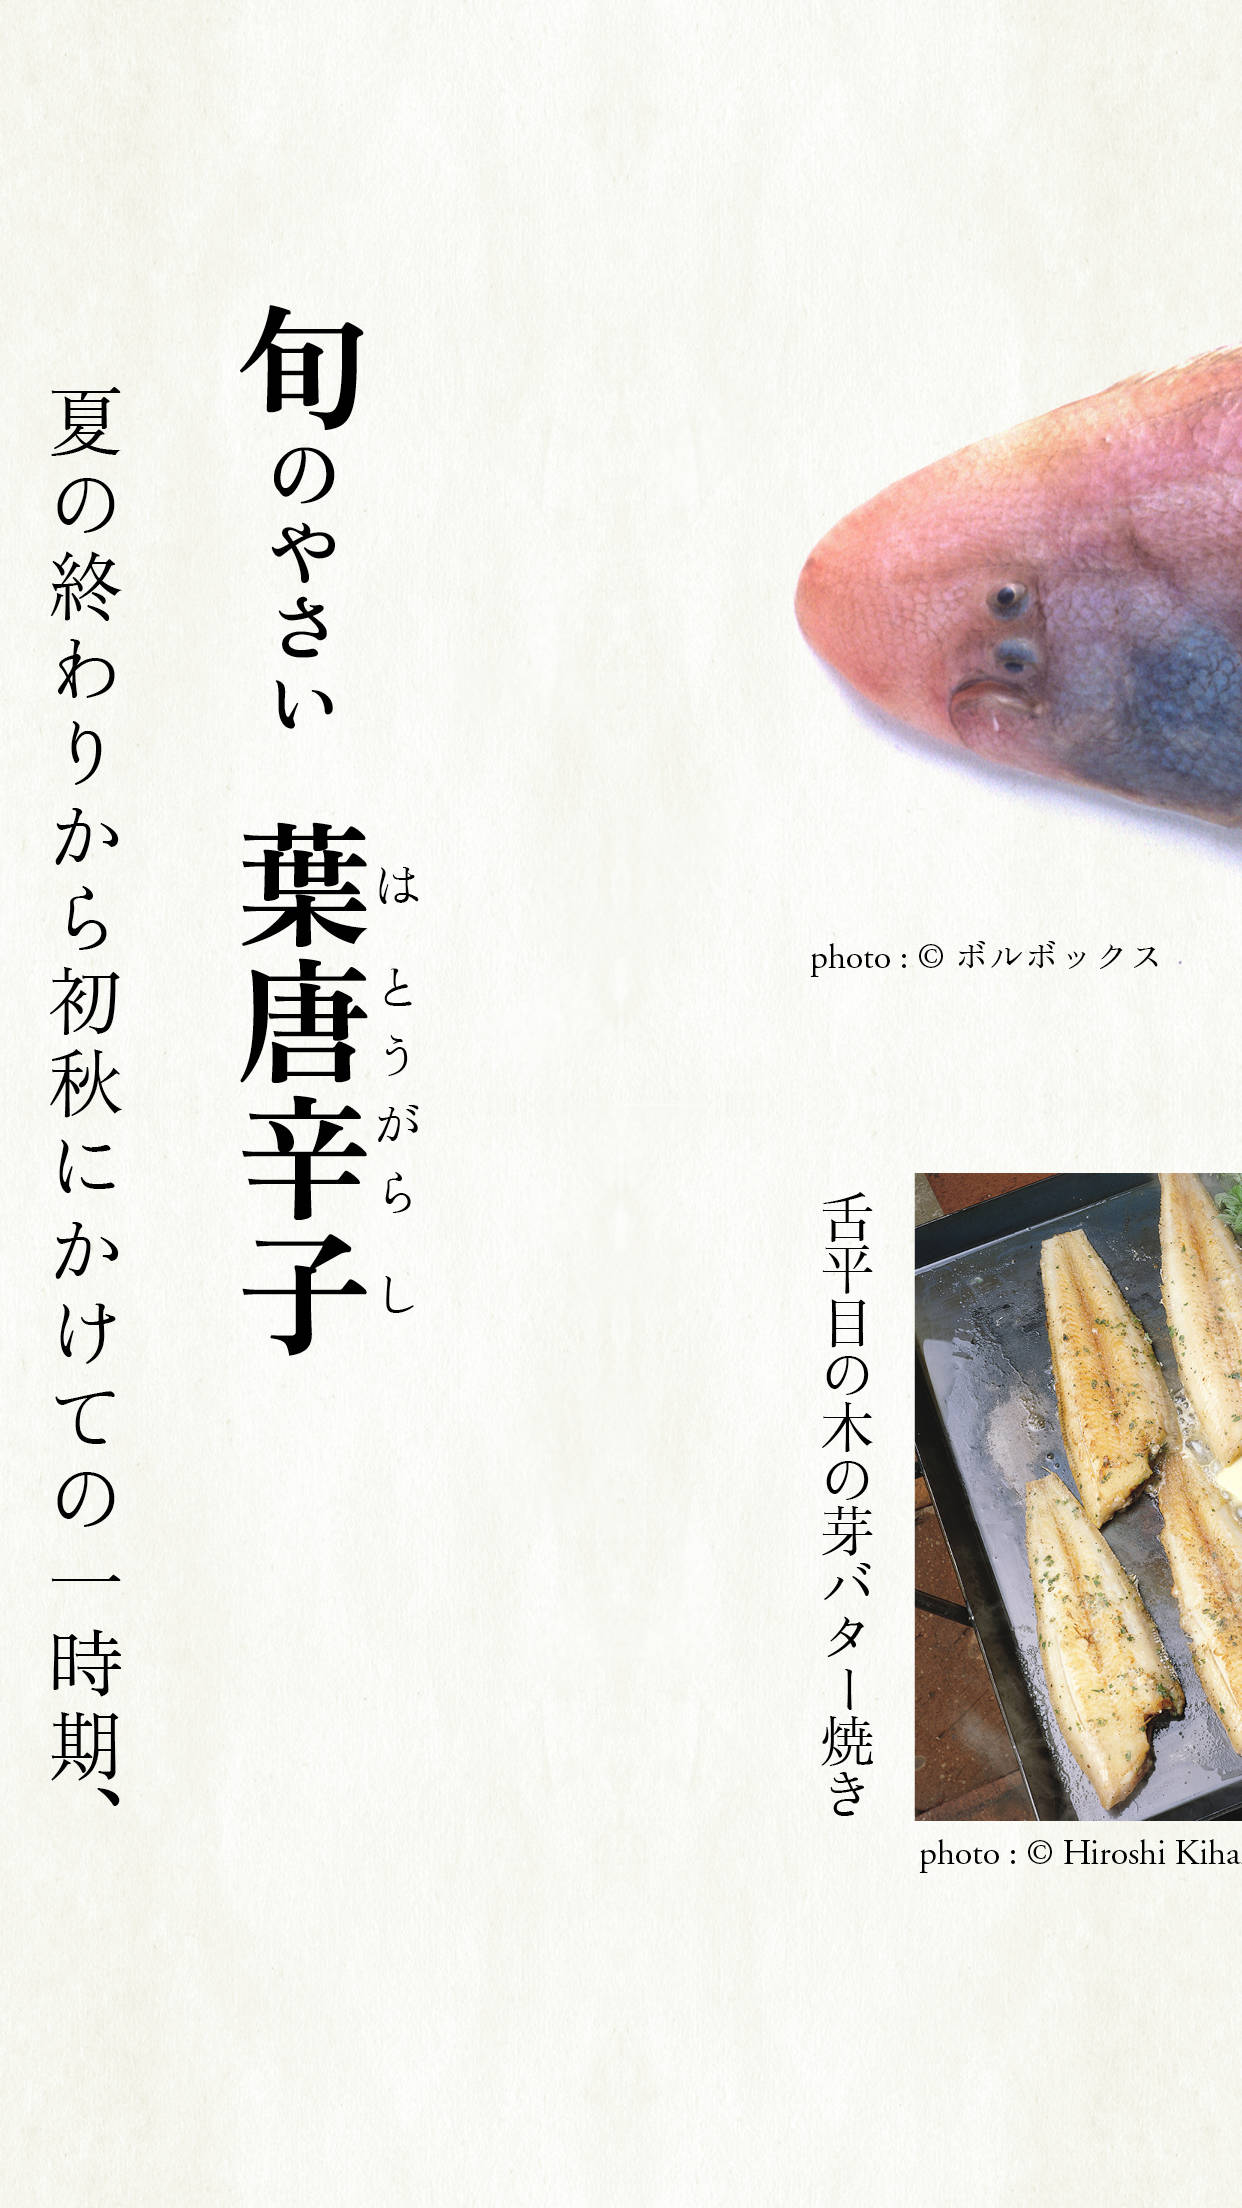 photo : © ボルボックス
舌平目の木の芽バター焼き
photo : © Hiroshi
旬のやさい 葉唐辛子
はとうがらし
夏の終わりから初秋にかけての一時期、